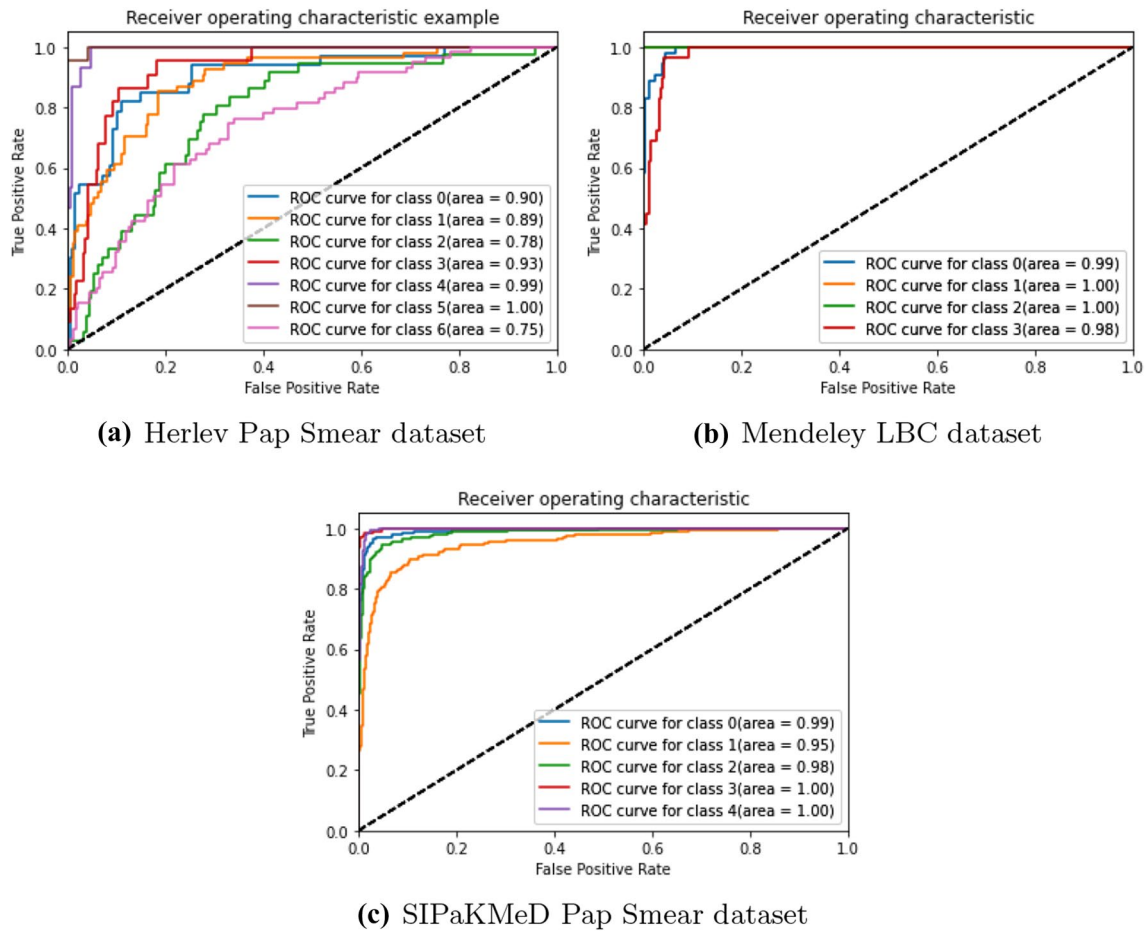 Receiver operating characteristic example
True Positive Rate
1.0
0.8
0.6
0.4
0.2
0.0
ROC curve for class 0(area = 0.90)
ROC curve for class 1(area = 0.89)
ROC curve for class 2(area = 0.78)
ROC curve for class 3(area = 0.93)
ROC curve for class 4(area = 0.99)
ROC curve for class 5(area = 1.00)
ROC curve for class 6(area = 0.75)
0.0 0.2 0.4 0.6 0.8 1.0
False Positive Rate
(a) Herlev Pap Smear dataset
Receiver operating characteristic
True Positive Rate
1.0
0.8
0.6
0.4
0.2
0.0
ROC curve for class 0(area = 0.99)
ROC curve for class 1(area = 1.00)
ROC curve for class 2(area = 1.00)
ROC curve for class 3(area = 0.98)
0.0 0.2 0.4 0.6 0.8 1.0
False Positive Rate
(b) Mendeley LBC dataset
Receiver operating characteristic
True Positive Rate
1.0
0.8
0.6
0.4
0.2
0.0
ROC curve for class 0(area = 0.99)
ROC curve for class 1(area = 0.95)
ROC curve for class 2(area = 0.98)
ROC curve for class 3(area = 1.00)
ROC curve for class 4(area = 1.00)
0.0 0.2 0.4 0.6 0.8 1.0
False Positive Rate
(c) SIPaKMeD Pap Smear dataset